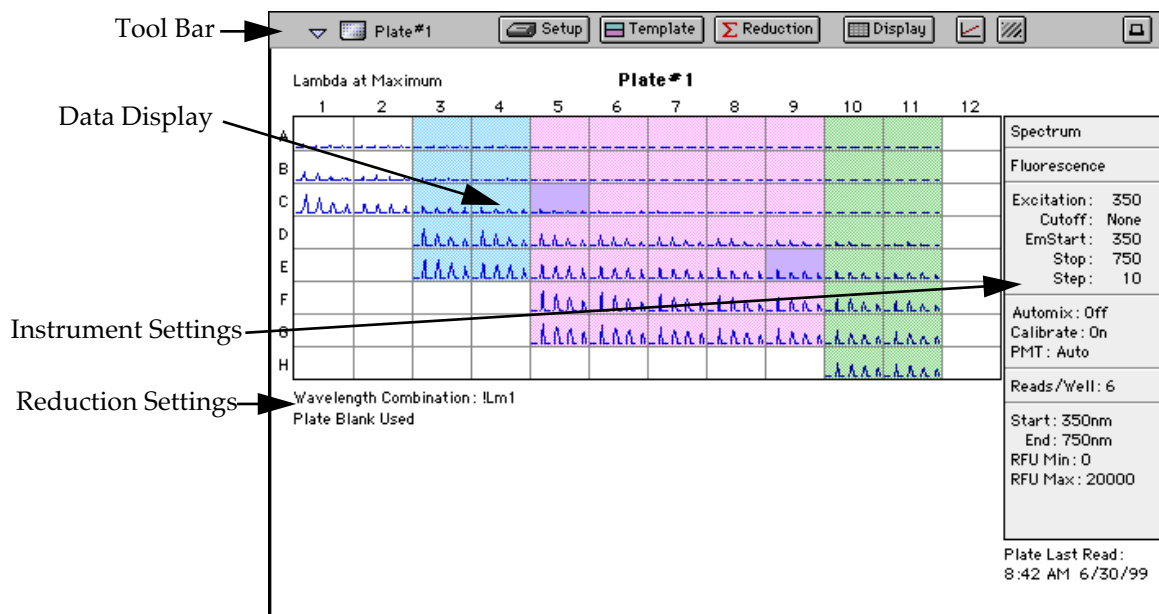 Tool Bar
Plate#1 Setup Template Reduction Display
Lambda at Maximum Plate#1
Data Display
1 2 3 4 5 6 7 8 9 10 11 12
A
B
C
D
E
F
G
H
Spectrum
Fluorescence
Excitation: 350
Cutoff: None
EmStart: 350
Stop: 750
Step: 10
Instrument Settings
Automix: Off
Calibrate: On
PMT: Auto
Reads/Well: 6
Reduction Settings
Wavelength Combination: !Lm1
Plate Blank Used
Start: 350nm
End: 750nm
RFU Min: 0
RFU Max: 20000
Plate Last Read:
8:42 AM 6/30/99